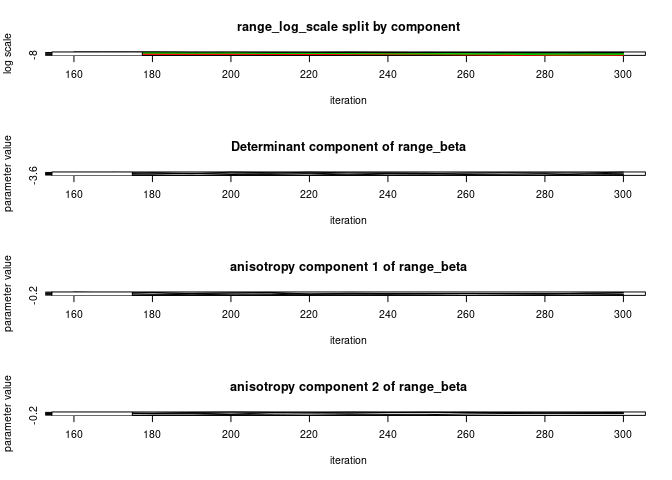 range_log_scale split by component
log scale
-8
160 180 200 220 240 260 280 300
iteration
Determinant component of range_beta
parameter value
-3.6
160 180 200 220 240 260 280 300
iteration
anisotropy component 1 of range_beta
parameter value
-0.2
160 180 200 220 240 260 280 300
iteration
anisotropy component 2 of range_beta
parameter value
-0.2
160 180 200 220 240 260 280 300
iteration